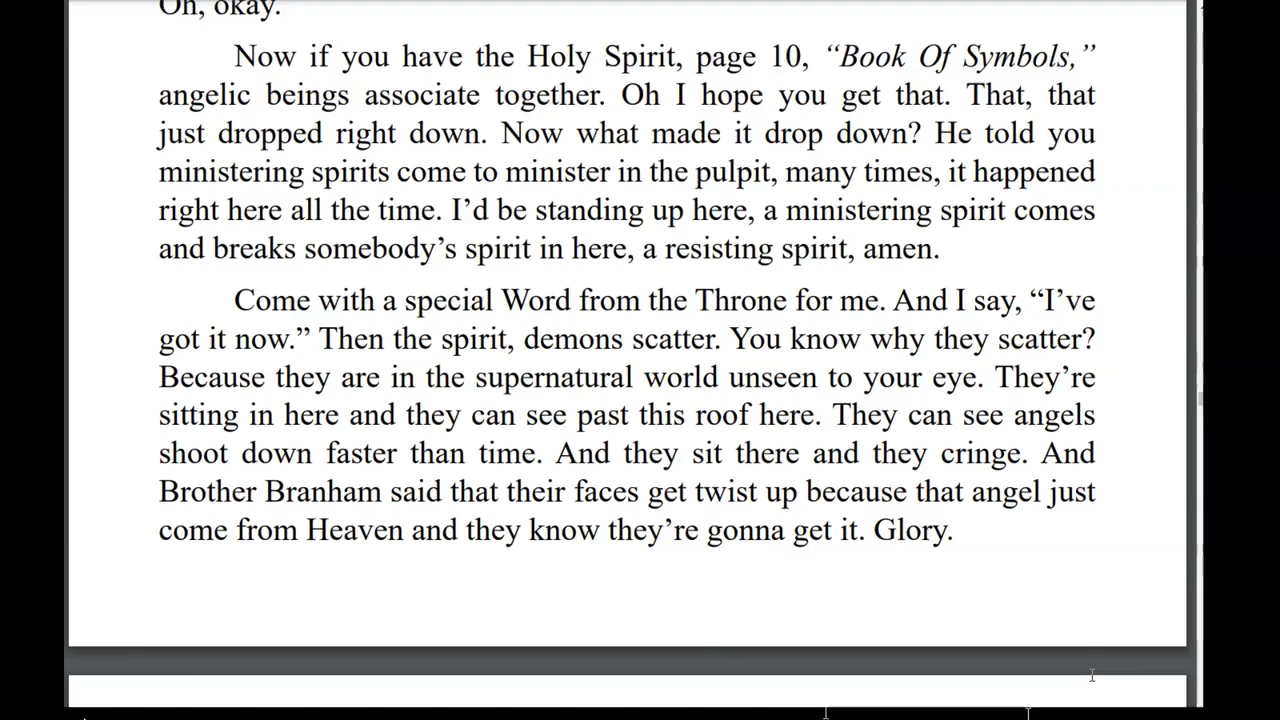 Oh, okay.
Now if you have the Holy Spirit, page 10, “Book Of Symbols,”
angelic beings associate together. Oh I hope you get that. That, that
just dropped right down. Now what made it drop down? He told you
ministering spirits come to minister in the pulpit, many times, it happened
right here all the time. I’d be standing up here, a ministering spirit comes
and breaks somebody’s spirit in here, a resisting spirit, amen.
Come with a special Word from the Throne for me. And I say, “I’ve
got it now.” Then the spirit, demons scatter. You know why they scatter?
Because they are in the supernatural world unseen to your eye. They’re
sitting in here and they can see past this roof here. They can see angels
shoot down faster than time. And they sit there and they cringe. And
Brother Branham said that their faces get twist up because that angel just
come from Heaven and they know they’re gonna get it. Glory.